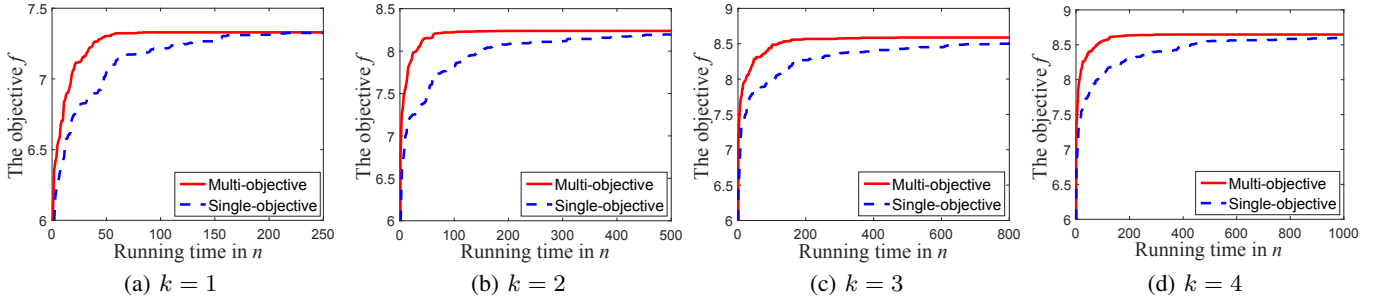 The objective f
7.5
7
6.5
6
0
50
100
150
200
250
Running time in n
Multi-objective
Single-objective
(a) k = 1
The objective f
8.5
8
7.5
7
6.5
6
0
100
200
300
400
500
Running time in n
Multi-objective
Single-objective
(b) k = 2
The objective f
9
8.5
8
7.5
7
6.5
6
0
200
400
600
800
Running time in n
Multi-objective
Single-objective
(c) k = 3
The objective f
9
8.5
8
7.5
7
6.5
6
0
200
400
600
800
1000
Running time in n
Multi-objective
Single-objective
(d) k = 4